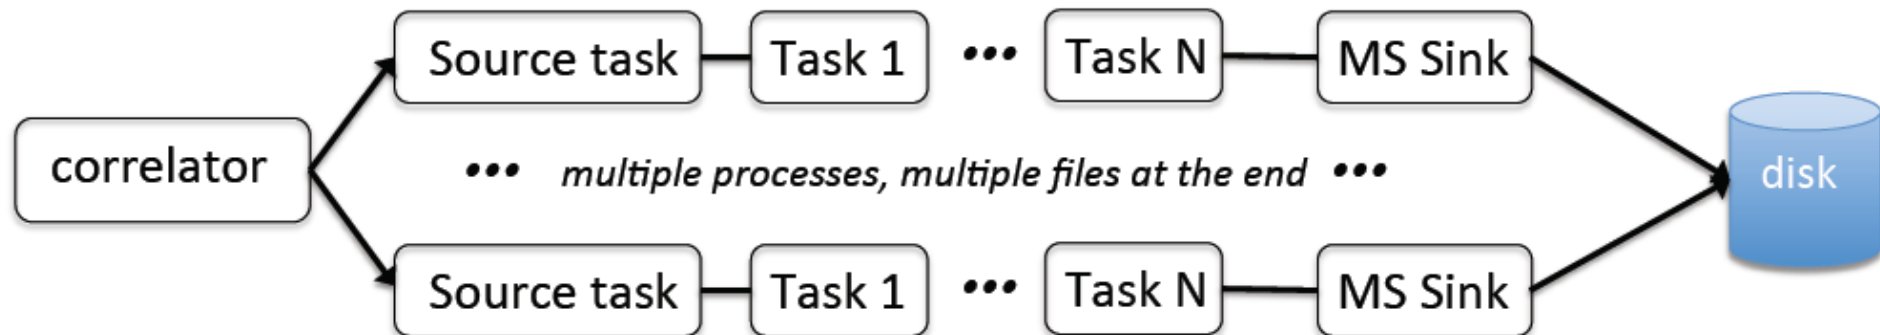 Source task Task 1 ••• Task N MS Sink
correlator ••• multiple processes, multiple files at the end ••• disk
Source task Task 1 ••• Task N MS Sink